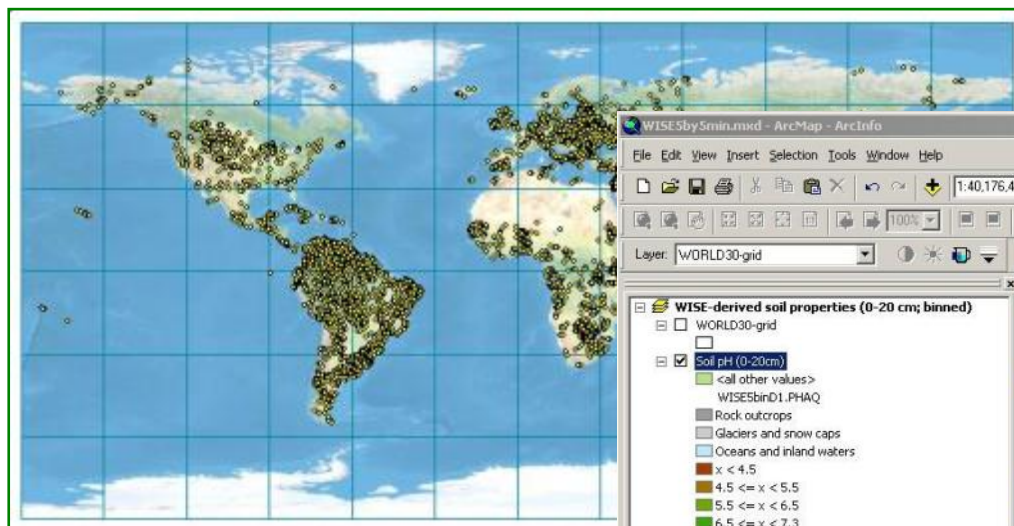 WISE5by5min.mxd - ArcMap - ArcInfo
File Edit View Insert Selection Tools Window Help
1:40,176,4
100%
Layer: WORLD30-grid
WISE-derived soil properties (0-20 cm; binned)
WORLD30-grid
Soil pH (0-20cm)
<all other values>
WISE5binD1.PHAQ
Rock outcrops
Glaciers and snow caps
Oceans and inland waters
x < 4.5
4.5 <= x < 5.5
5.5 <= x < 6.5
6.5 <= x < 7.3